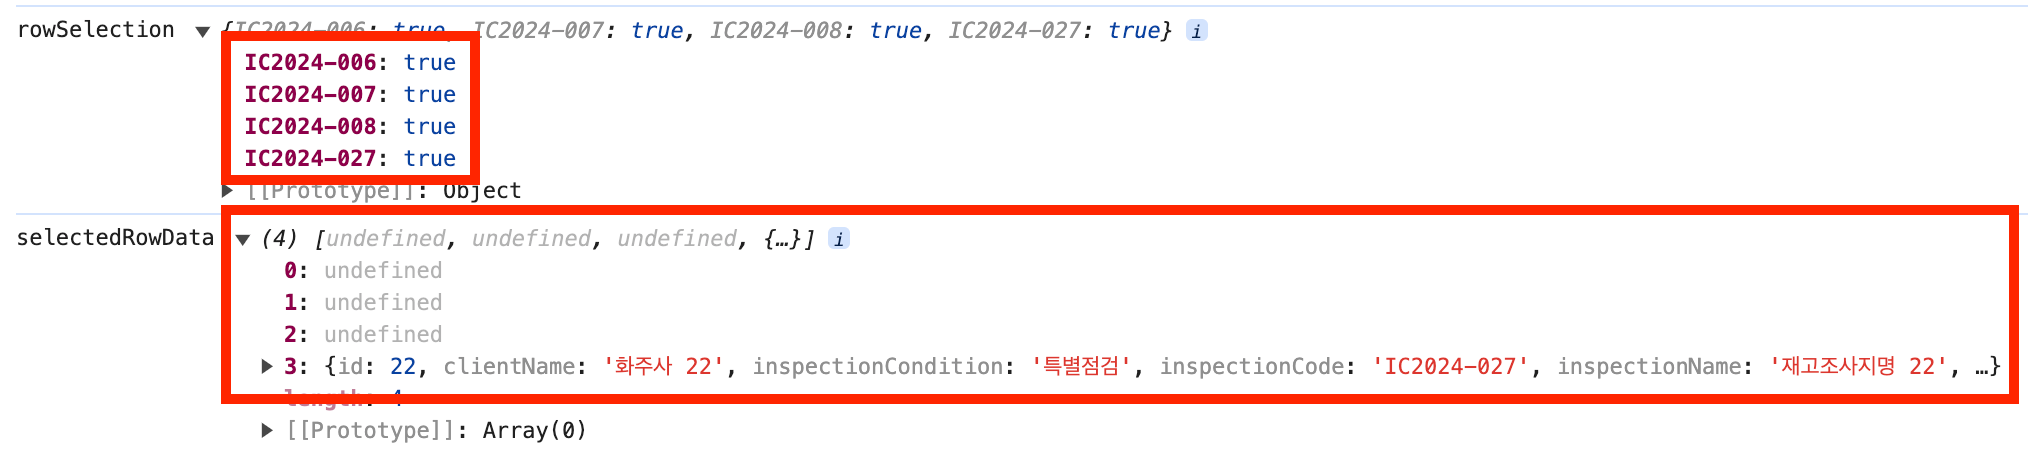 rowSelection ▼ {IC2024-006: true, IC2024-007: true, IC2024-008: true, IC2024-027: true} i
IC2024-006: true
IC2024-007: true
IC2024-008: true
IC2024-027: true
▶ [[Prototype]]: Object
selectedRowData ▼ (4) [undefined, undefined, undefined, {…}] i
0: undefined
1: undefined
2: undefined
▶ 3: {id: 22, clientName: '화주사 22', inspectionCondition: '특별점검', inspectionCode: 'IC2024-027', inspectionName: '재고조사지명 22', …}
length: 4
▶ [[Prototype]]: Array(0)